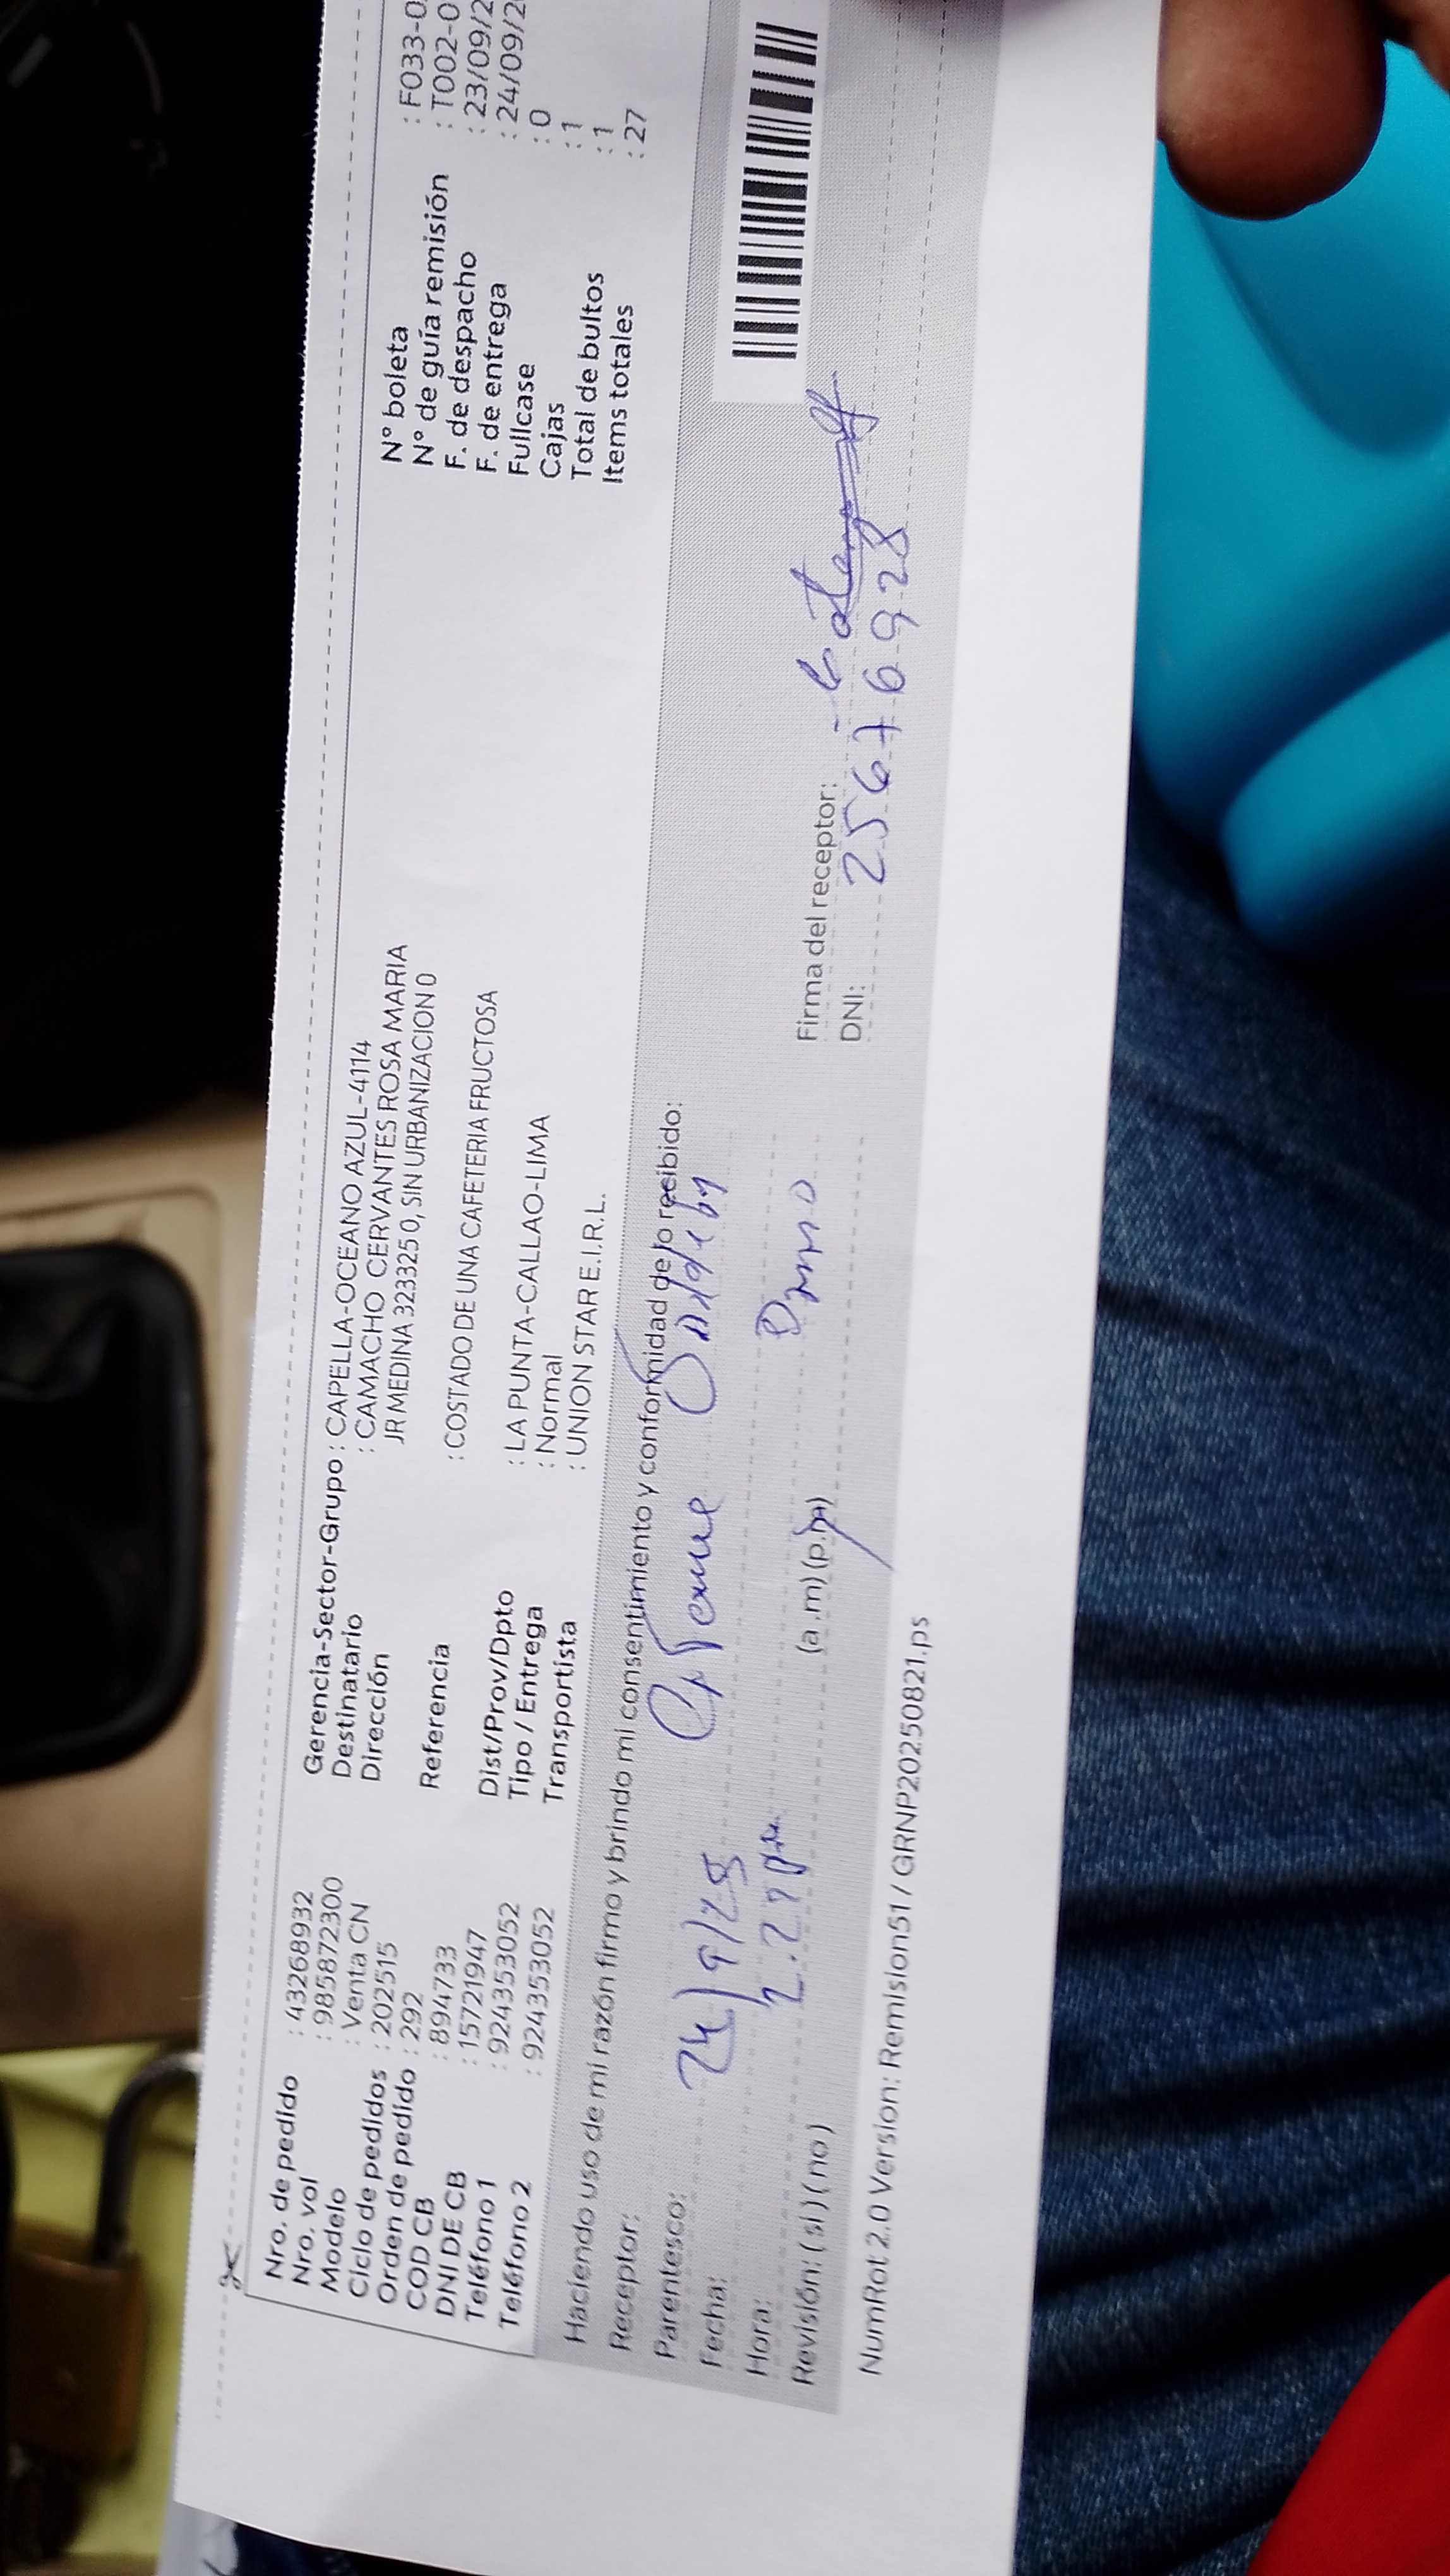 Nro. de pedido : 43268932
Nro. vol : 985872300
Modelo : Venta CN
Ciclo de pedidos : 202515
Orden de pedido : 292
COD CB : 894733
DNI DE CB : 15721947
Teléfono 1 : 924353052
Teléfono 2 : 924353052
Gerencia-Sector-Grupo : CAPELLA-OCEANO AZUL-4114
Destinatario : CAMACHO CERVANTES ROSA MARIA
Dirección JR MEDINA 323325 0, SIN URBANIZACION 0
Referencia : COSTADO DE UNA CAFETERIA FRUCTOSA
Dist/Prov/Dpto : LA PUNTA-CALLAO-LIMA
Tipo / Entrega : Normal
Transportista : UNION STAR E.I.R.L.
N° boleta : F033-0
N° de guía remisión : T002-0
F. de despacho : 23/09/2
F. de entrega : 24/09/2
Fullcase : 0
Cajas : 1
Total de bultos : 1
Items totales : 27
Haciendo uso de mi razón firmo y brindo mi consentimiento y conformidad de lo recibido:
Receptor:
Parentesco:
Fecha: 24/9/25
Hora:
Revisión: ( si ) ( no )
(a .m) (p.m)
Firma del receptor:
DNI: 25676928
NumRot 2.0 Version: Remision51 / GRNP20250821.ps